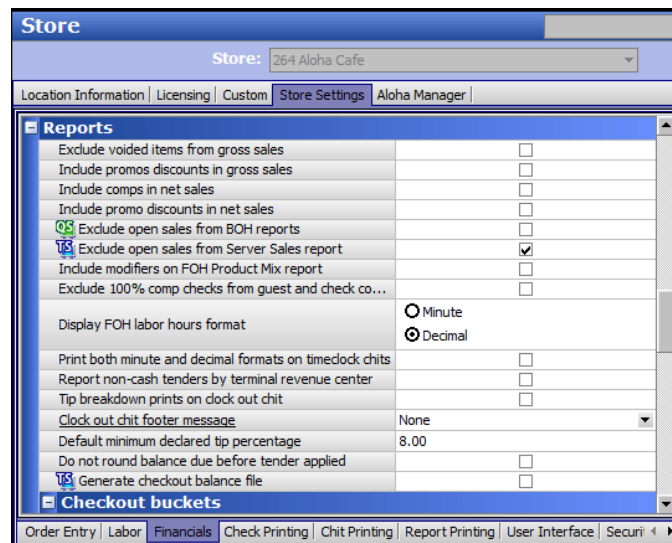 Store
Store: 264 Aloha Cafe
Location Information Licensing Custom Store Settings Aloha Manager
Reports
Exclude voided items from gross sales
Include promos discounts in gross sales
Include comps in net sales
Include promo discounts in net sales
QS Exclude open sales from BOH reports
TS Exclude open sales from Server Sales report
Include modifiers on FOH Product Mix report
Exclude 100% comp checks from guest and check co...
Display FOH labor hours format
Minute
Decimal
Print both minute and decimal formats on timeclock chits
Report non-cash tenders by terminal revenue center
Tip breakdown prints on clock out chit
Clock out chit footer message None
Default minimum declared tip percentage 8.00
Do not round balance due before tender applied
TS Generate checkout balance file
Checkout buckets
Order Entry Labor Financials Check Printing Chit Printing Report Printing User Interface Securi